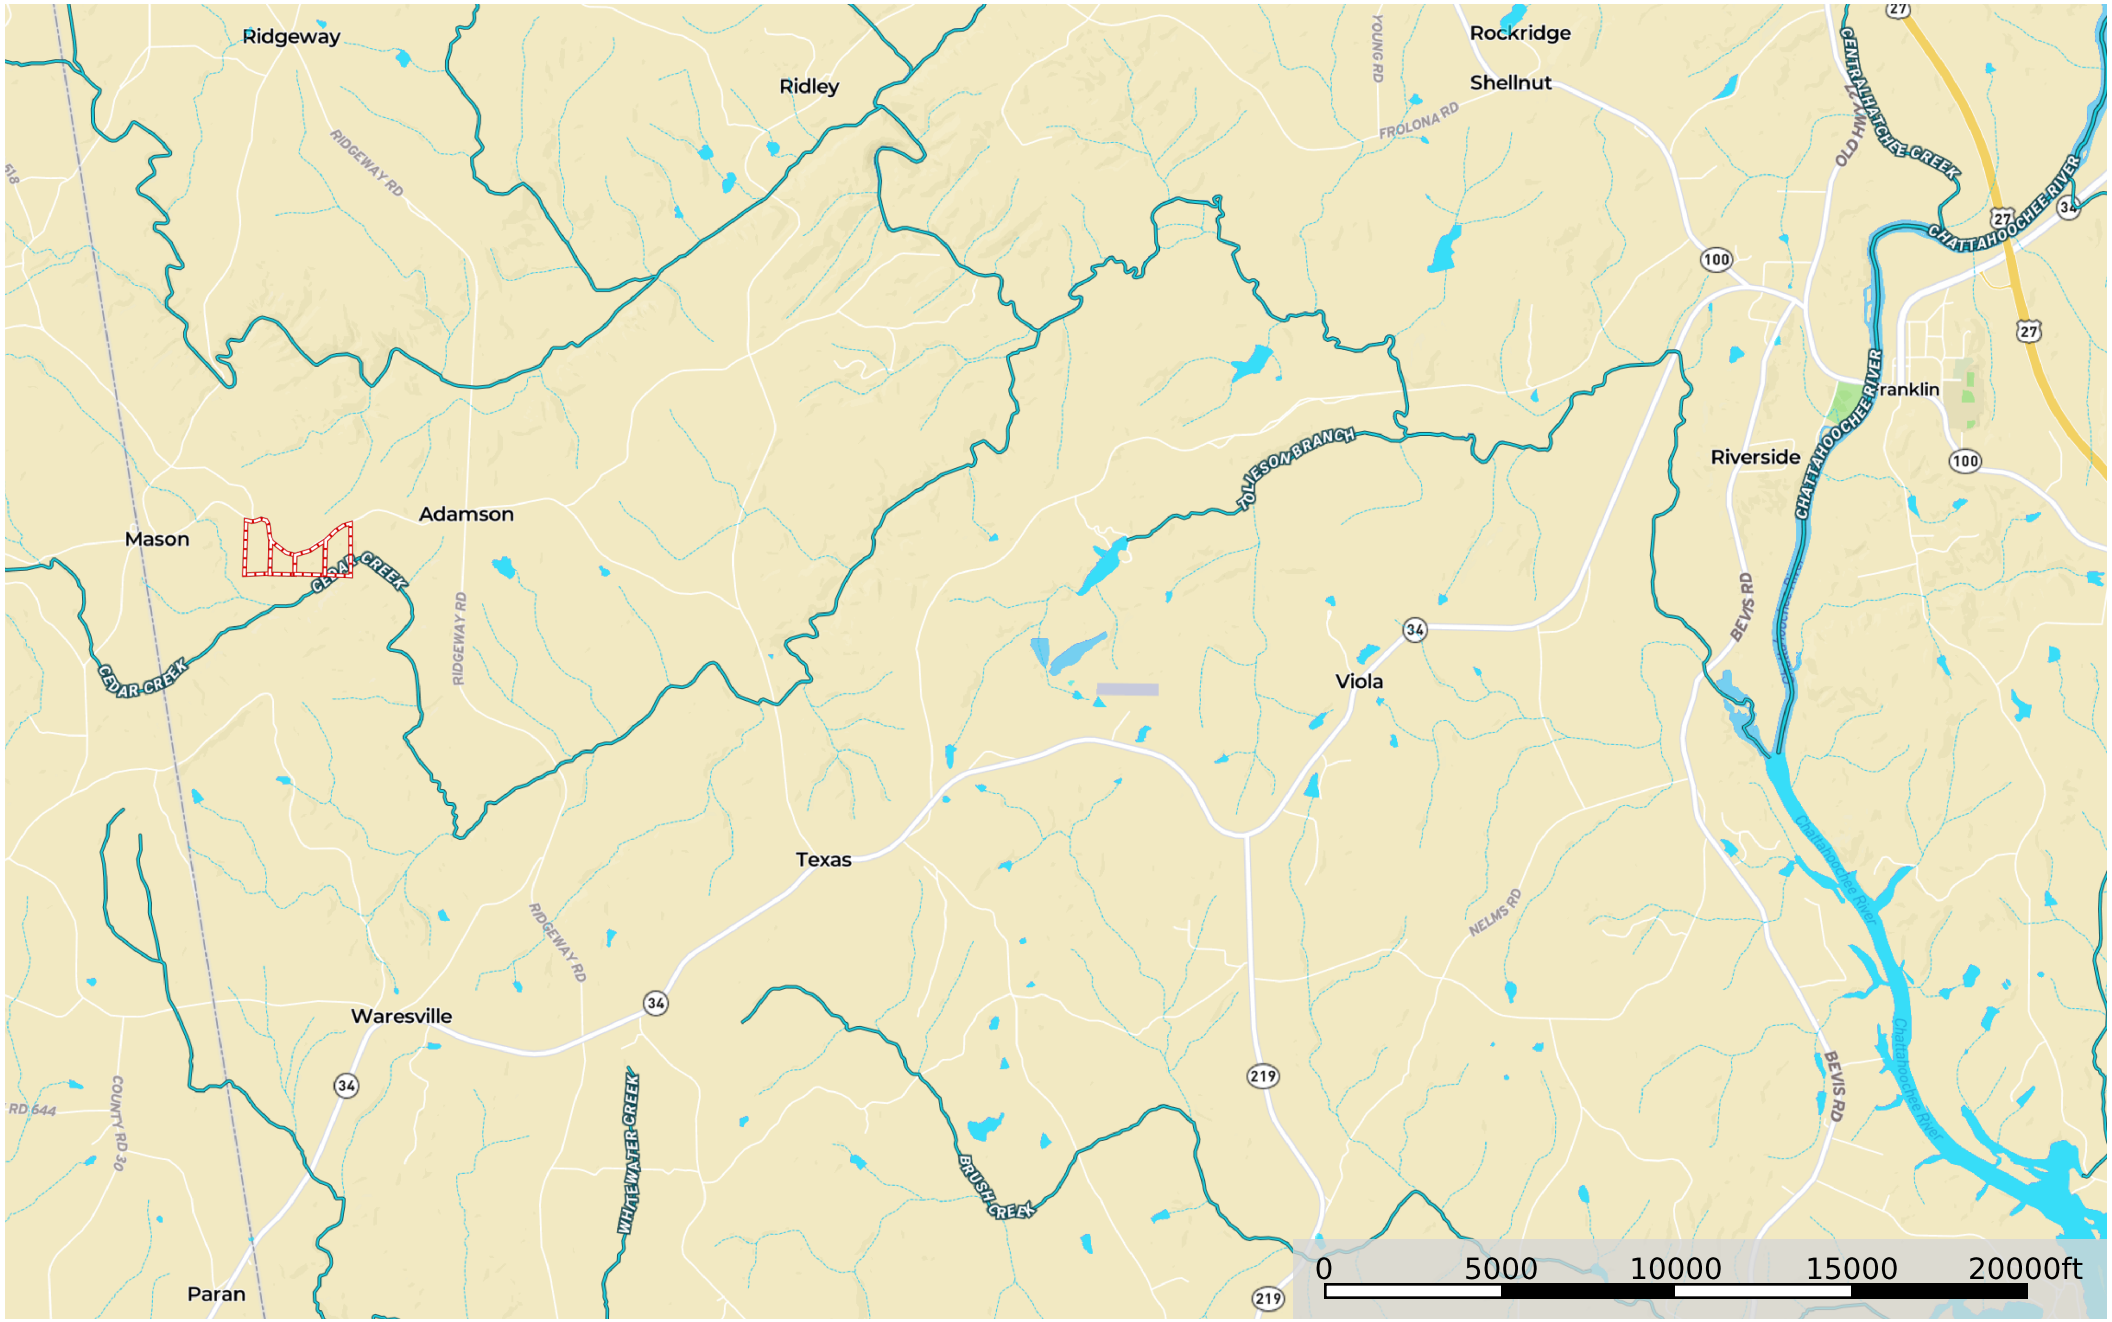 27
Ridgeway
Rockridge
YOUNG RD
CENTRALHATCHEE CREEK
Ridley
Shellnut
OLD HWY 27
FROLONA RD
RIDGEWAY RD
518
CHATTAHOOCHEE RIVER
27
34
100
27
Franklin
CHATTAHOOCHEE RIVER
TOLIESON BRANCH
Riverside
100
Adamson
Mason
CEDAR CREEK
RIDGEWAY RD
BEVIS RD
34
Viola
CEDAR CREEK
Chattahoochee River
Texas
NELMS RD
RIDGEWAY RD
34
Waresville
Chattahoochee River
34
219
BEVIS RD
RD 644
COUNTY RD 30
WHITEWATER CREEK
BRUSH CREEK
Paran
219
0 5000 10000 15000 20000ft